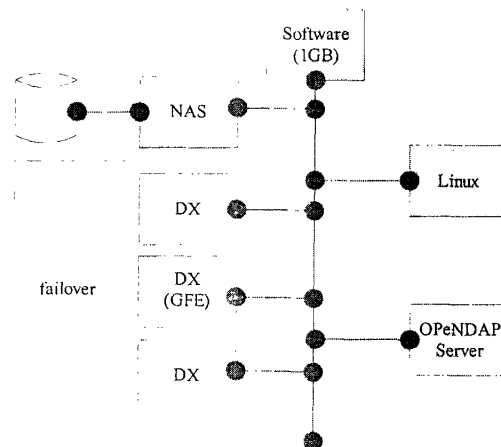 Software
(1GB)
NAS
Linux
DX
failover
DX
(GFE)
OPeNDAP
Server
DX